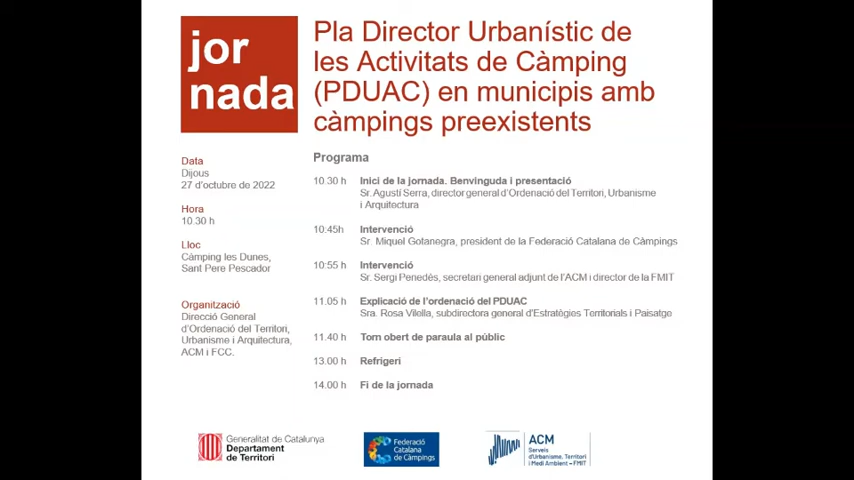 jor
nada
Pla Director Urbanístic de
les Activitats de Càmping
(PDUAC) en municipis amb
càmpings preexistents
Data
Dijous
27 d'octubre de 2022
Hora
10.30 h
Lloc
Càmping les Dunes,
Sant Pere Pescador
Organització
Direcció General
d'Ordenació del Territori,
Urbanisme i Arquitectura,
ACM i FCC.
Programa
10:30 h Inici de la jornada. Benvinguda i presentació
Sr. Agustí Serra, director general d'Ordenació del Territori, Urbanisme
i Arquitectura
10:45h Intervenció
Sr. Miquel Gotanegra, president de la Federació Catalana de Càmpings
10:55 h Intervenció
Sr. Sergi Penedès, secretari general adjunt de l'ACM i director de la FMIT
11.05 h Explicació de l'ordenació del PDUAC
Sra. Rosa Vilella, subdirectora general d'Estratègies Territorials i Paisatge
11.40 h Torn obert de paraula al públic
13.00 h Refrigeri
14.00 h Fi de la jornada
Generalitat de Catalunya
Departament
de Territori
Federació
Catalana
de Càmpings
ACM
Serveis
d'Urbanisme, Territori
i Medi Ambient – FMIT